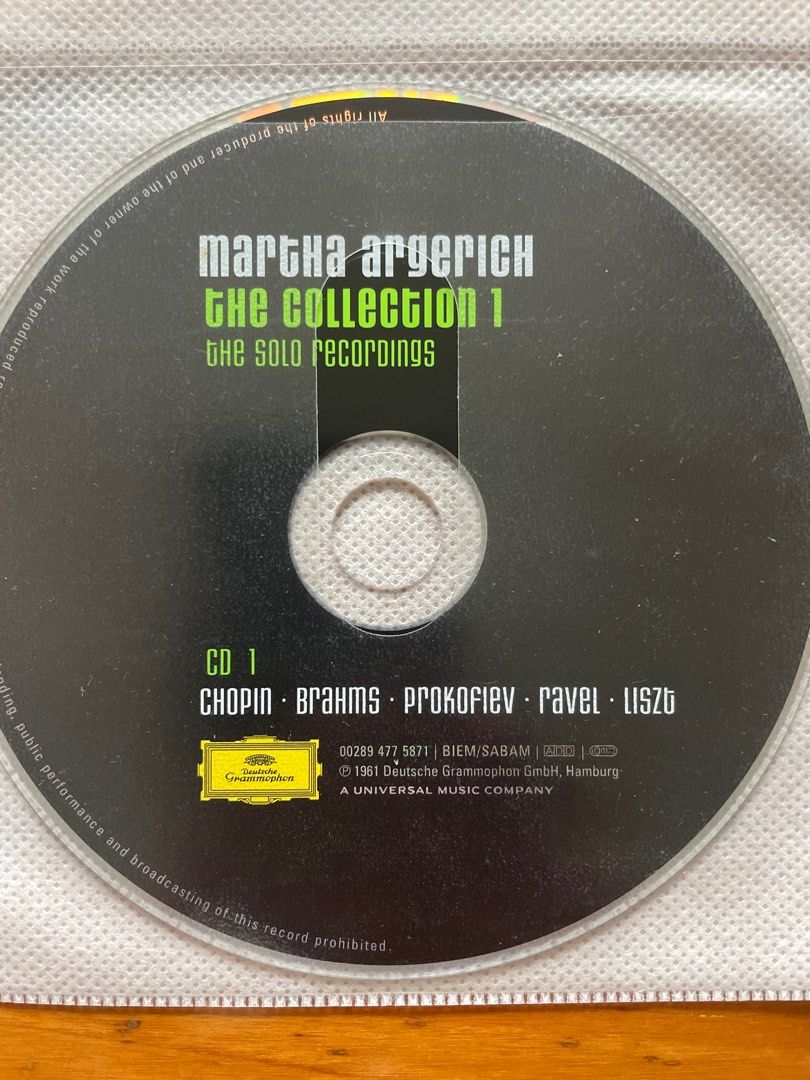 All rights of the producer and of the owner of the work reproduced
martha argerich
the collection 1
the solo recordings
CD 1
CHOPIN · BRAHMS · PROKOFIEV · RAVEL · LISZT
Deutsche
Grammophon
00289 477 5871 | BIEM/SABAM | ADD |
℗ 1961 Deutsche Grammophon GmbH, Hamburg
A UNIVERSAL MUSIC COMPANY
public performance and broadcasting of this record prohibited.